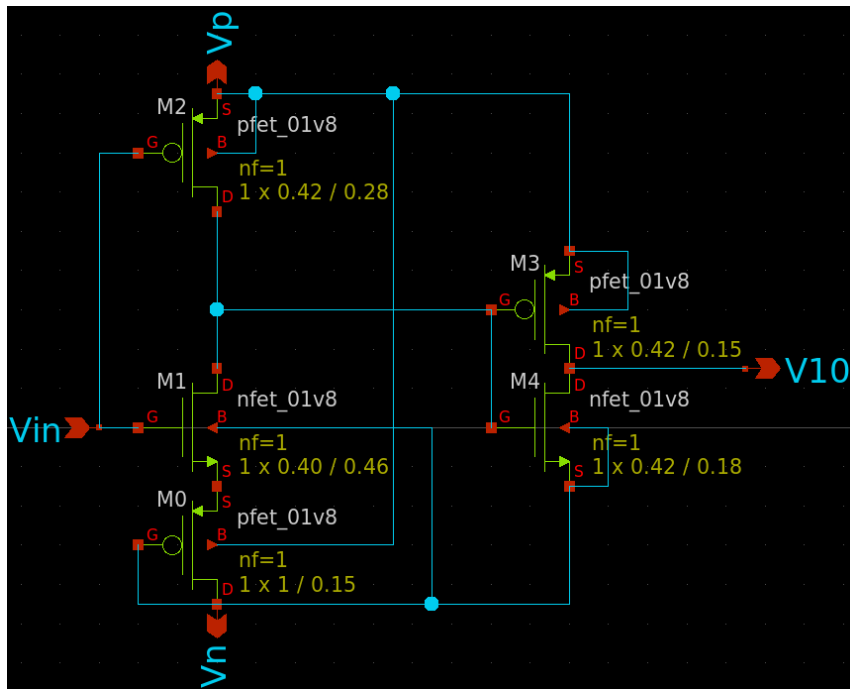 Vp
M2
S
pfet_01v8
G
B
nf=1
D
1 x 0.42 / 0.28
M3
S
pfet_01v8
G
B
nf=1
D
1 x 0.42 / 0.15
V10
M1
D
nfet_01v8
Vin
G
B
nf=1
S
1 x 0.40 / 0.46
M4
D
nfet_01v8
G
B
nf=1
S
1 x 0.42 / 0.18
M0
S
pfet_01v8
G
B
nf=1
D
1 x 1 / 0.15
Vn